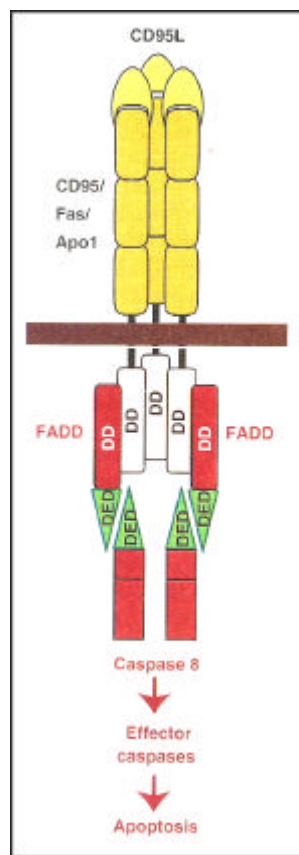 CD95L
CD95/
Fas/
Apo1
FADD
DD
DD
DD
DD
DD
FADD
DED
DED
DED
DED
Caspase 8
Effector
caspases
Apoptosis